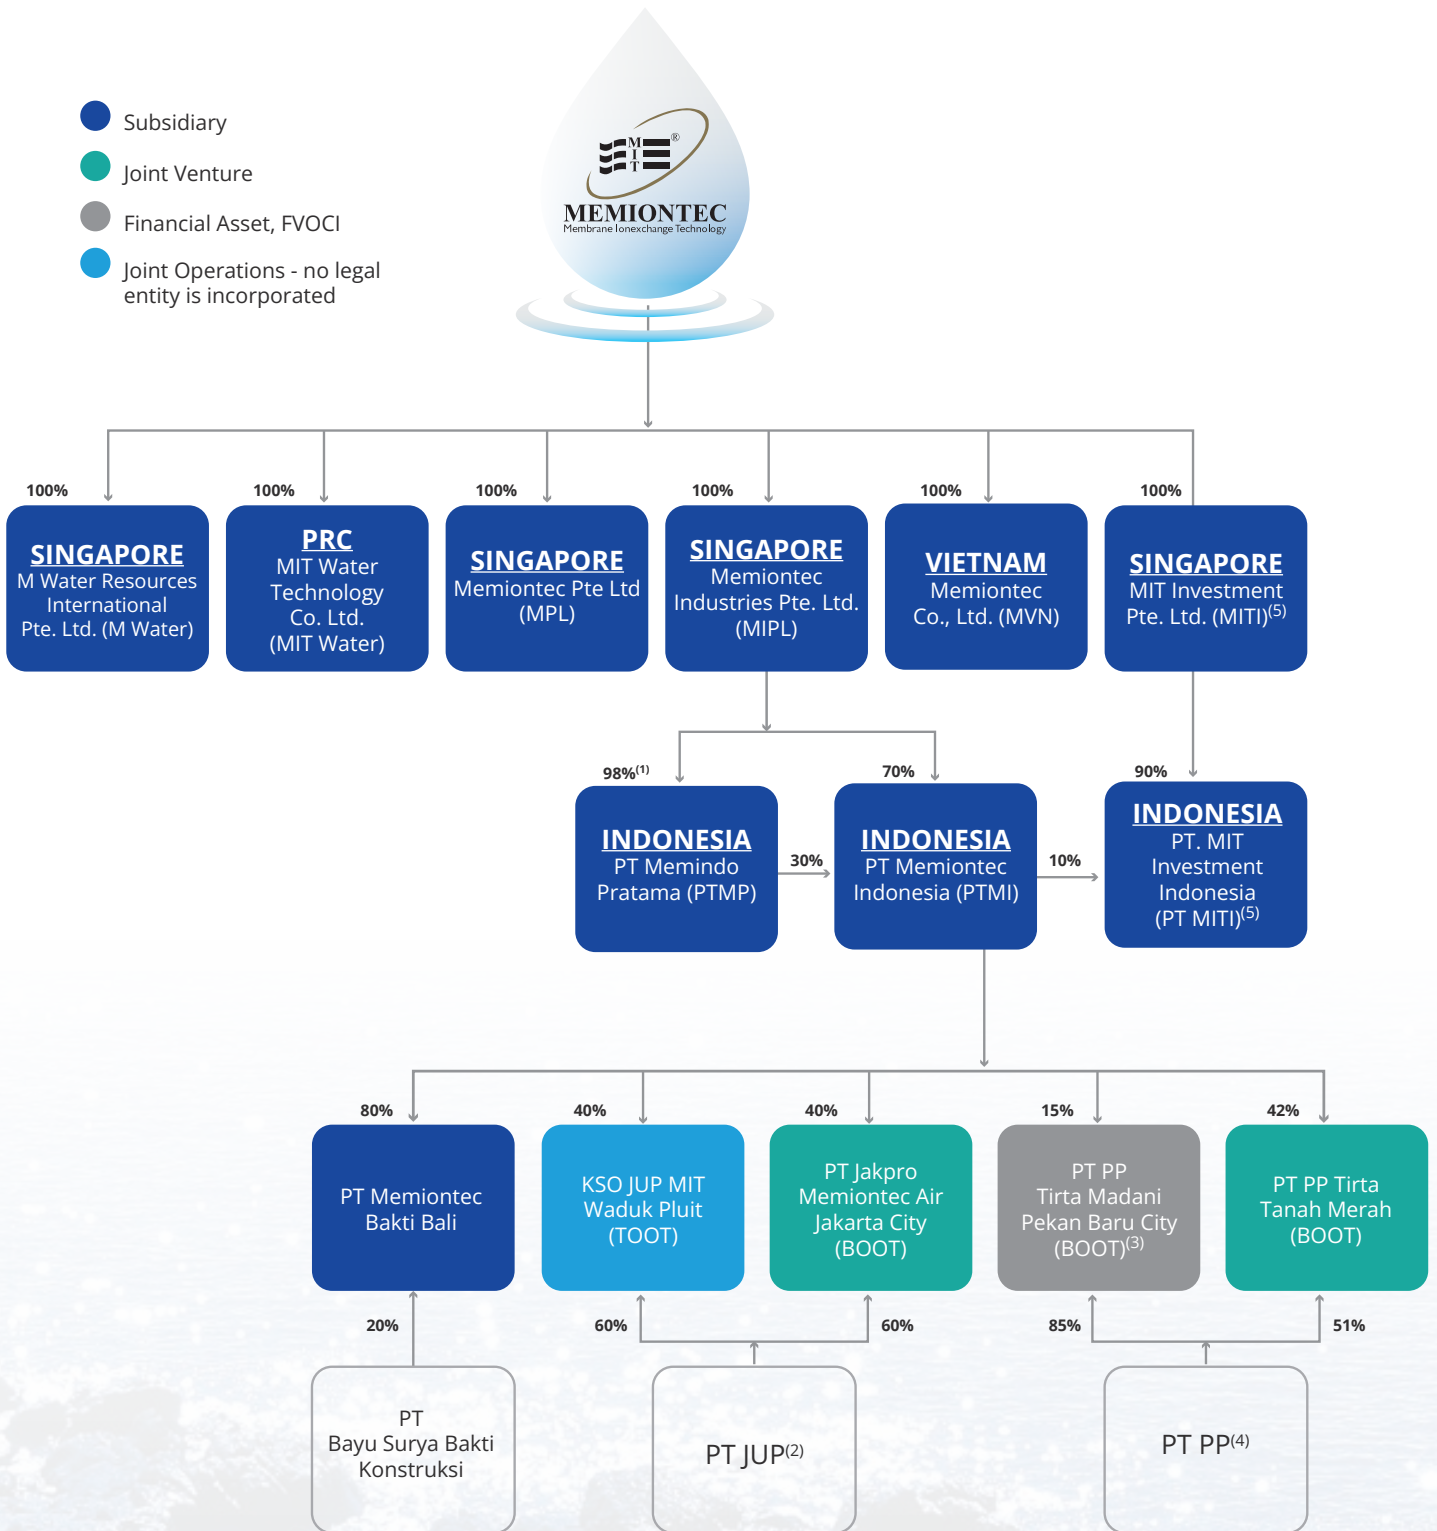 Subsidiary
Joint Venture
Financial Asset, FVOCI
Joint Operations - no legal
entity is incorporated
M
I
T
®
MEMIONTEC
Membrane Ionexchange Technology
100%
100%
100%
100%
100%
100%
SINGAPORE
M Water Resources
International
Pte. Ltd. (M Water)
PRC
MIT Water
Technology
Co. Ltd.
(MIT Water)
SINGAPORE
Memiontec Pte Ltd
(MPL)
SINGAPORE
Memiontec
Industries Pte. Ltd.
(MIPL)
VIETNAM
Memiontec
Co., Ltd. (MVN)
SINGAPORE
MIT Investment
Pte. Ltd. (MITI)(5)
98%(1)
70%
90%
INDONESIA
PT Memindo
Pratama (PTMP)
30%
INDONESIA
PT Memiontec
Indonesia (PTMI)
10%
INDONESIA
PT. MIT
Investment
Indonesia
(PT MITI)(5)
80%
40%
40%
15%
42%
PT Memiontec
Bakti Bali
KSO JUP MIT
Waduk Pluit
(TOOT)
PT Jakpro
Memiontec Air
Jakarta City
(BOOT)
PT PP
Tirta Madani
Pekan Baru City
(BOOT)(3)
PT PP Tirta
Tanah Merah
(BOOT)
20%
60%
60%
85%
51%
PT
Bayu Surya Bakti
Konstruksi
PT JUP(2)
PT PP(4)